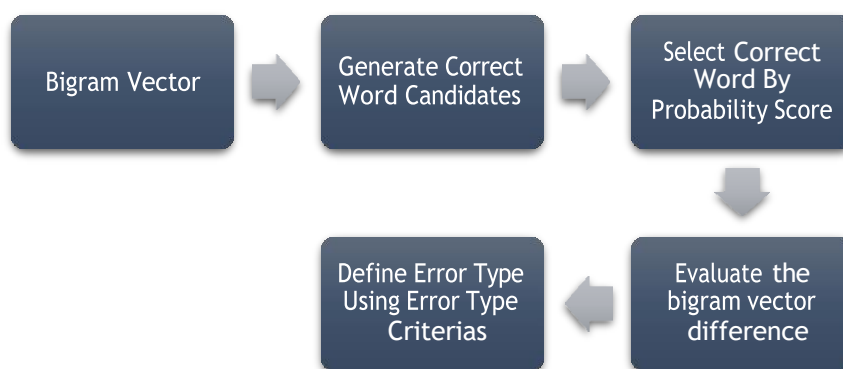 Bigram Vector
Generate Correct
Word Candidates
Select Correct
Word By
Probability Score
Evaluate the
bigram vector
difference
Define Error Type
Using Error Type
Criterias